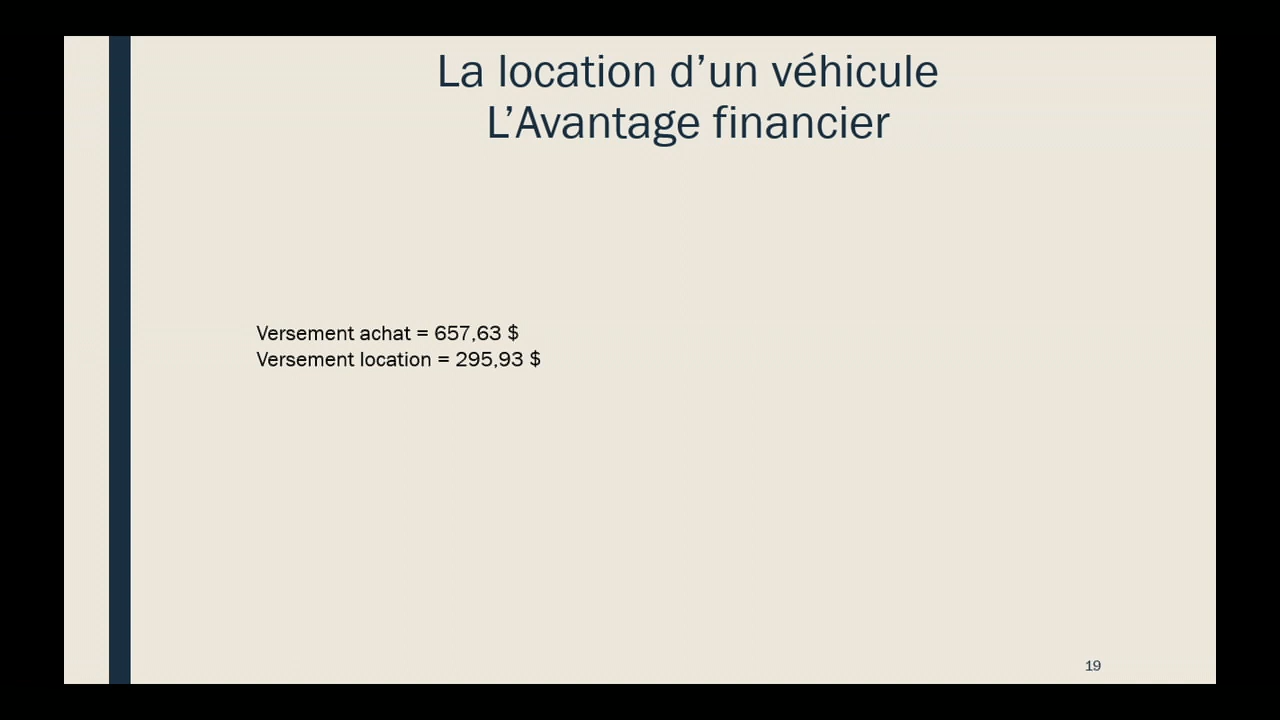 La location d’un véhicule
L’Avantage financier
Versement achat = 657,63 $
Versement location = 295,93 $
19